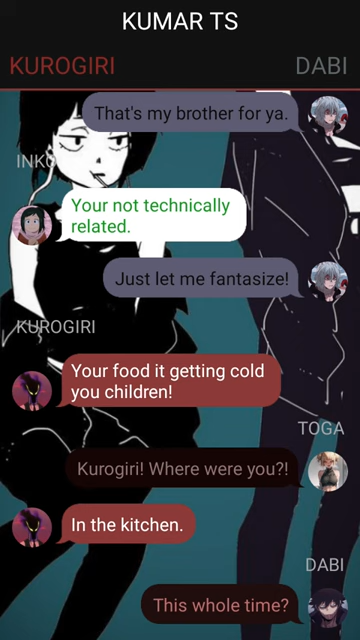 KUMAR TS
KUROGIRI
DABI
That's my brother for ya.
INKO
Your not technically
related.
Just let me fantasize!
KUROGIRI
Your food it getting cold
you children!
TOGA
Kurogiri! Where were you?!
In the kitchen.
DABI
This whole time?